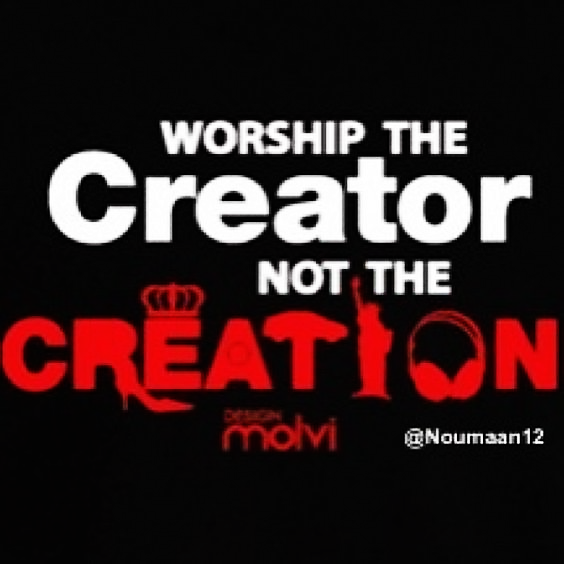 WORSHIP THE
Creator
NOT THE
CREATION
DESIGN
molvi
@Noumaan12